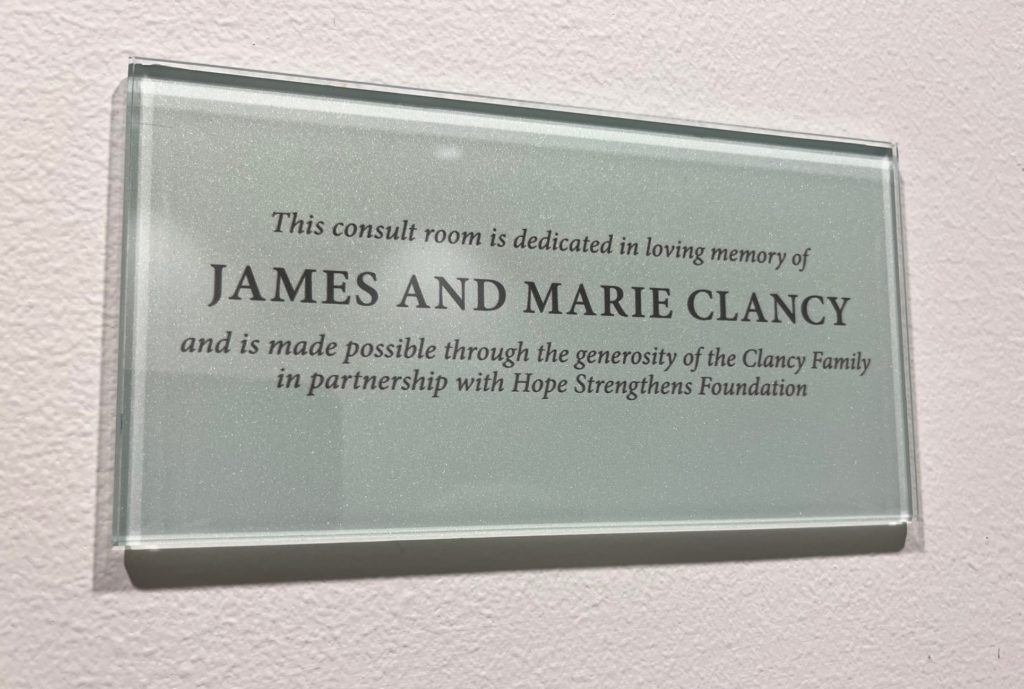 This consult room is dedicated in loving memory of
JAMES AND MARIE CLANCY
and is made possible through the generosity of the Clancy Family
in partnership with Hope Strengthens Foundation